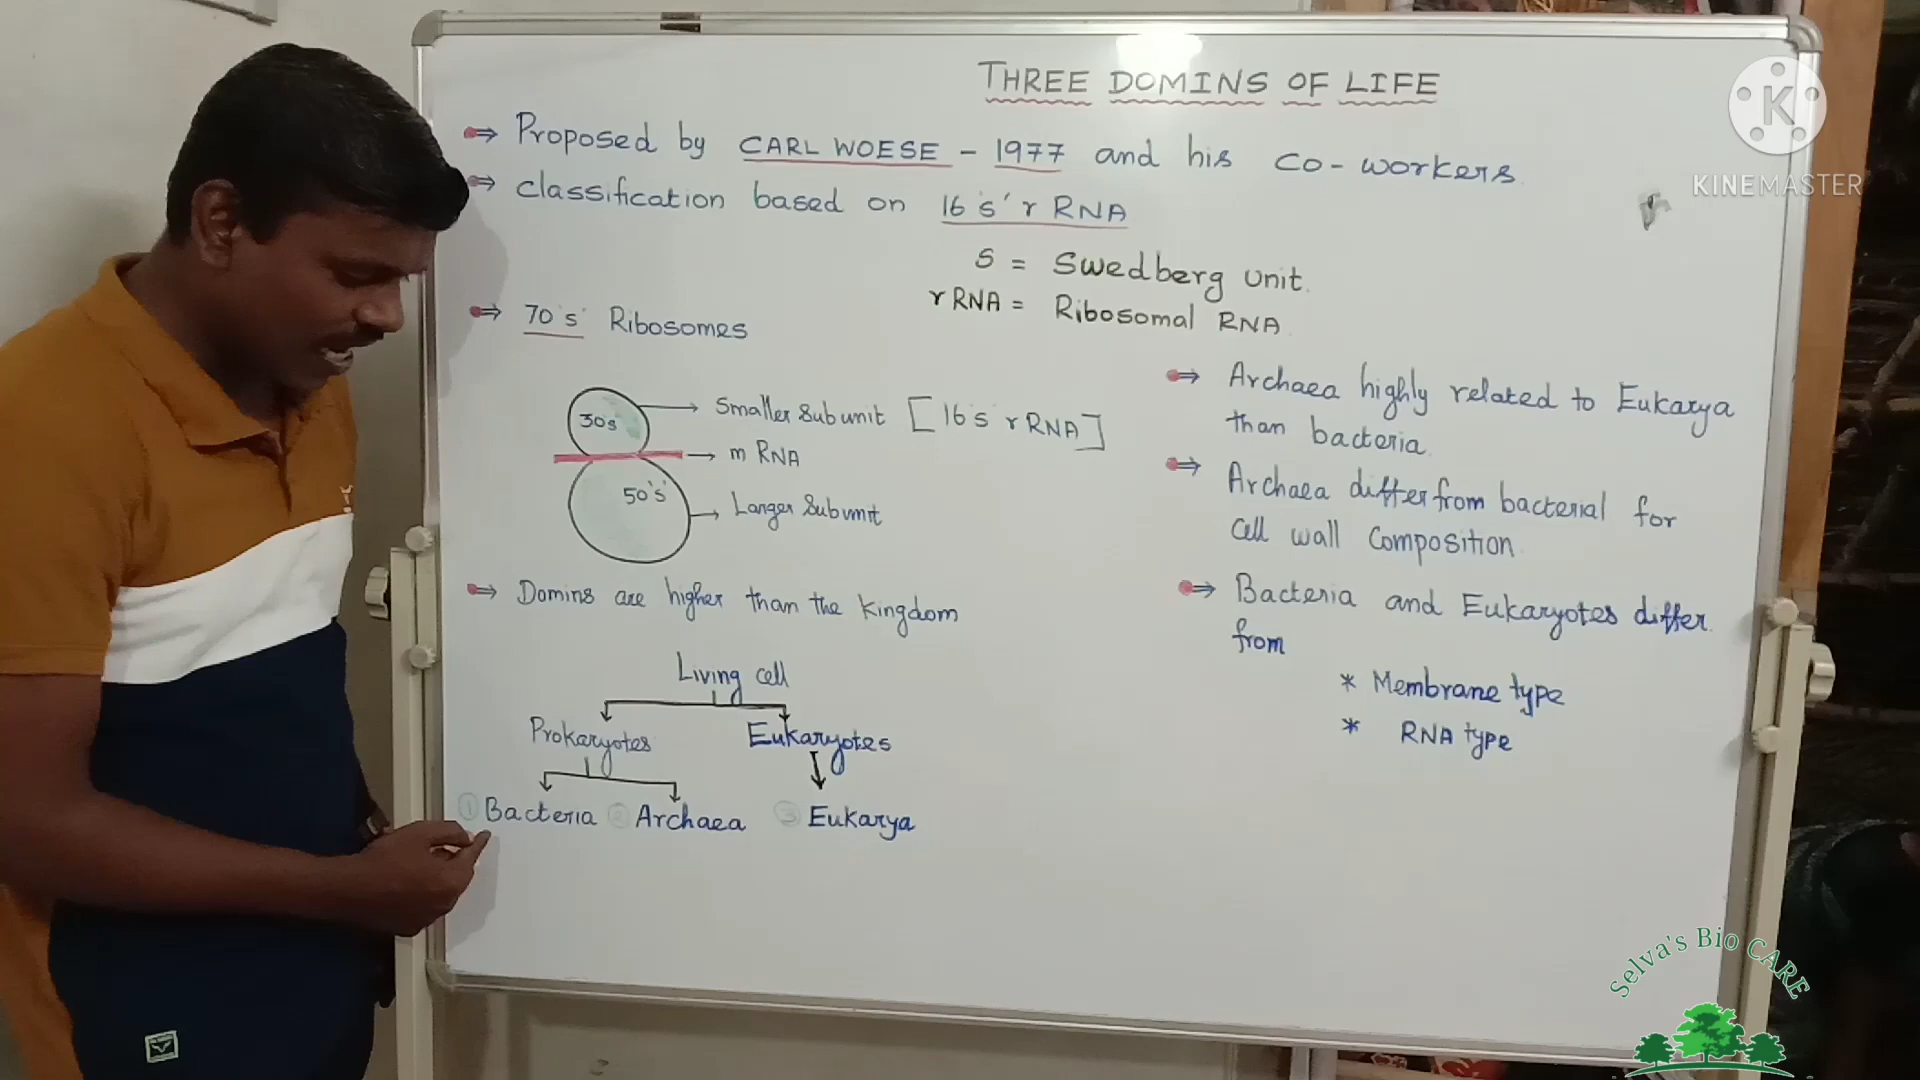 THREE DOMINS OF LIFE
Proposed by CARL WOESE - 1977 and his co-workers
classification based on 16's' r RNA
S = Swedberg unit.
rRNA = Ribosomal RNA
70's' Ribosomes
30s'
Smaller Subunit [16's rRNA]
m RNA
50's'
Larger Subunit
Domins are higher than the kingdom
Living cell
Prokaryotes
Eukaryotes
1 Bacteria
2 Archaea
3 Eukarya
Archaea highly related to Eukarya
than bacteria.
Archaea differ from bacterial for
Cell wall Composition.
Bacteria and Eukaryotes differ.
from
* Membrane type
* RNA type
K
KINEMASTER
Selva's Bio CARE